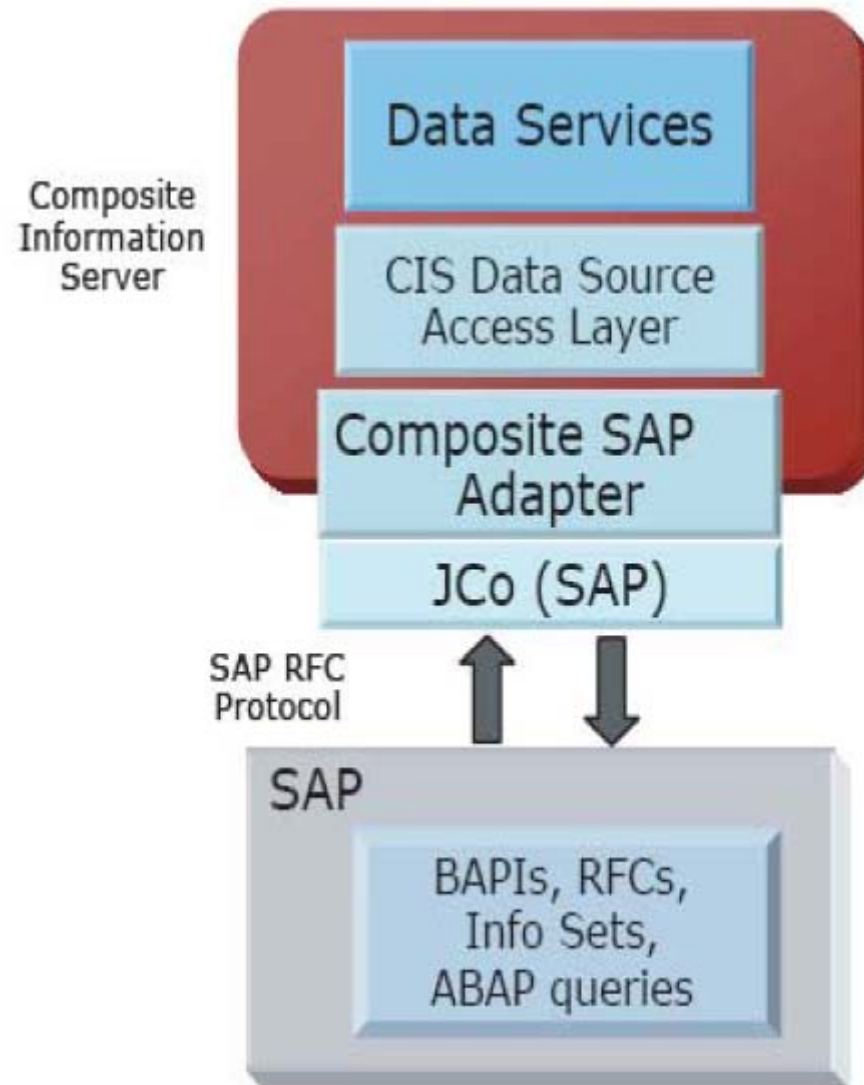 Data Services
Composite
Information
Server
CIS Data Source
Access Layer
Composite SAP
Adapter
JCo (SAP)
SAP RFC
Protocol
SAP
BAPIs, RFCs,
Info Sets,
ABAP queries